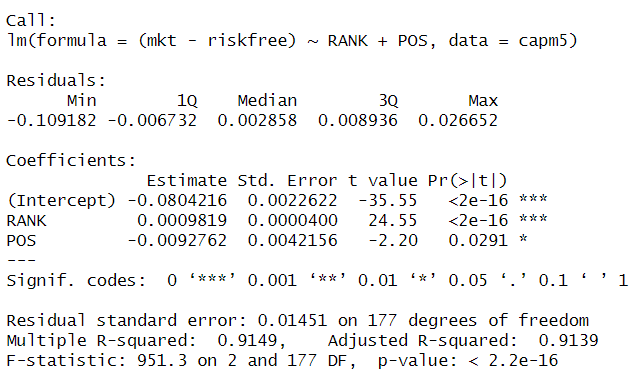 Call:
lm(formula = (mkt - riskfree) ~ RANK + POS, data = capm5)
Residuals:
Min 1Q Median 3Q Max
-0.109182 -0.006732 0.002858 0.008936 0.026652
Coefficients:
Estimate Std. Error t value Pr(>|t|)
(Intercept) -0.0804216 0.0022622 -35.55 <2e-16 ***
RANK 0.0009819 0.0000400 24.55 <2e-16 ***
POS -0.0092762 0.0042156 -2.20 0.0291 *
---
Signif. codes: 0 ‘***’ 0.001 ‘**’ 0.01 ‘*’ 0.05 ‘.’ 0.1 ‘ ’ 1
Residual standard error: 0.01451 on 177 degrees of freedom
Multiple R-squared: 0.9149, Adjusted R-squared: 0.9139
F-statistic: 951.3 on 2 and 177 DF, p-value: < 2.2e-16